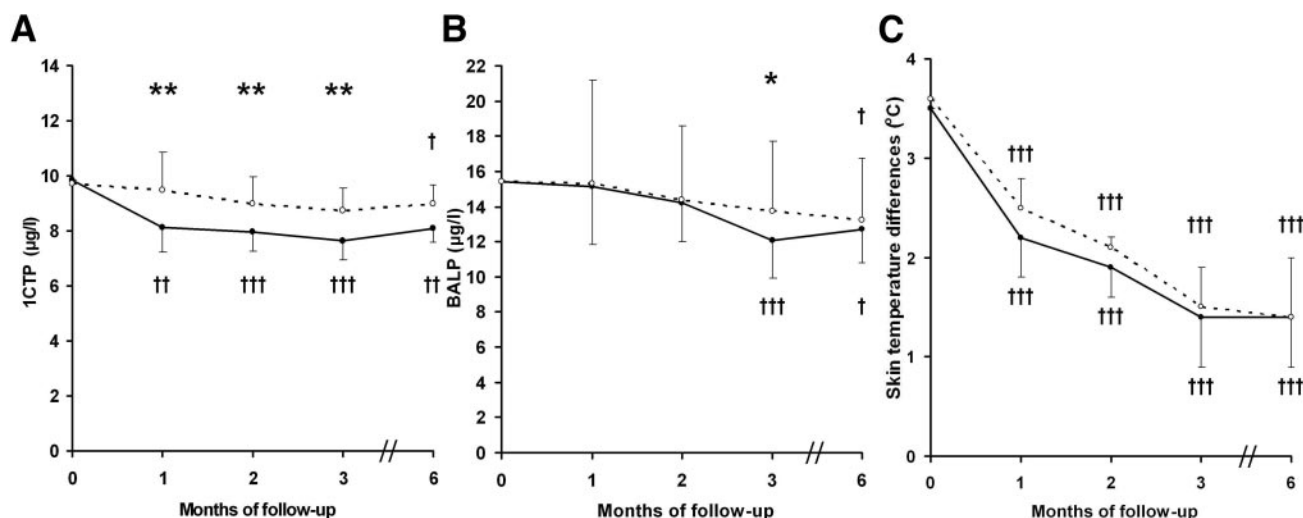 A
14
12
10
8
6
4
2
0
1CTP (μg/l)
** ** **
†
†† ††† ††† ††
0 1 2 3 6
Months of follow-up
B
22
20
18
16
14
12
10
8
6
4
2
0
BALP (μg/l)
*
†
††† †
0 1 2 3 6
Months of follow-up
C
4
3
2
1
0
Skin temperature differences (°C)
††† ††† ††† †††
††† ††† ††† †††
0 1 2 3 6
Months of follow-up